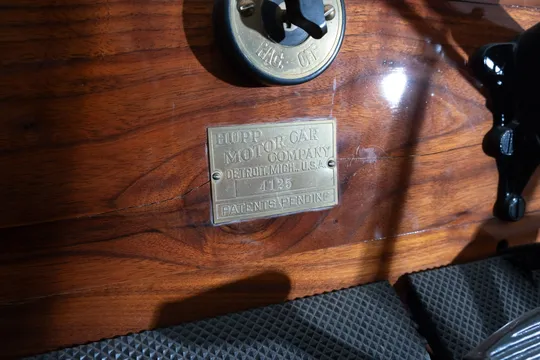 MAG. OFF
HUPP
MOTOR CAR
COMPANY
DETROIT, MICH., U.S.A.
4125
PATENTS PENDING